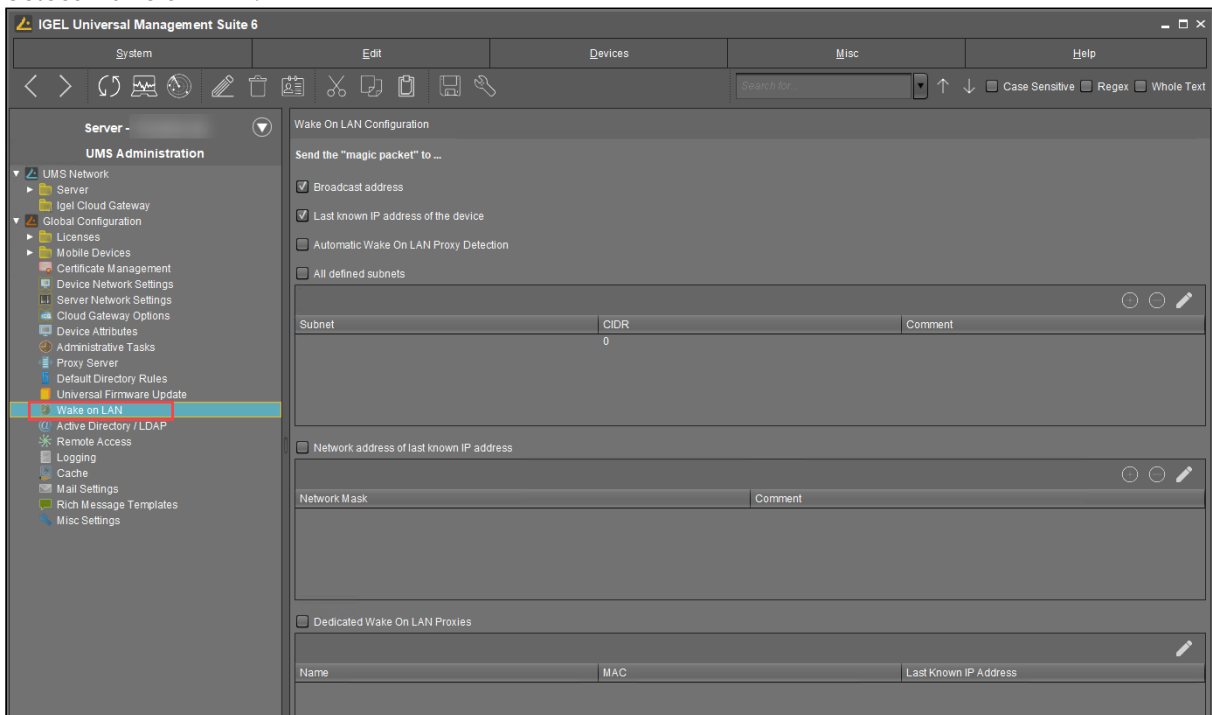 IGEL Universal Management Suite 6
System Edit Devices Misc Help
Search for... Case Sensitive Regex Whole Text
Server -
UMS Administration
UMS Network
Server
Igel Cloud Gateway
Global Configuration
Licenses
Mobile Devices
Certificate Management
Device Network Settings
Server Network Settings
Cloud Gateway Options
Device Attributes
Administrative Tasks
Proxy Server
Default Directory Rules
Universal Firmware Update
Wake on LAN
Active Directory / LDAP
Remote Access
Logging
Cache
Mail Settings
Rich Message Templates
Misc Settings
Wake On LAN Configuration
Send the "magic packet" to ...
Broadcast address
Last known IP address of the device
Automatic Wake On LAN Proxy Detection
All defined subnets
Subnet CIDR Comment
0
Network address of last known IP address
Network Mask Comment
Dedicated Wake On LAN Proxies
Name MAC Last Known IP Address